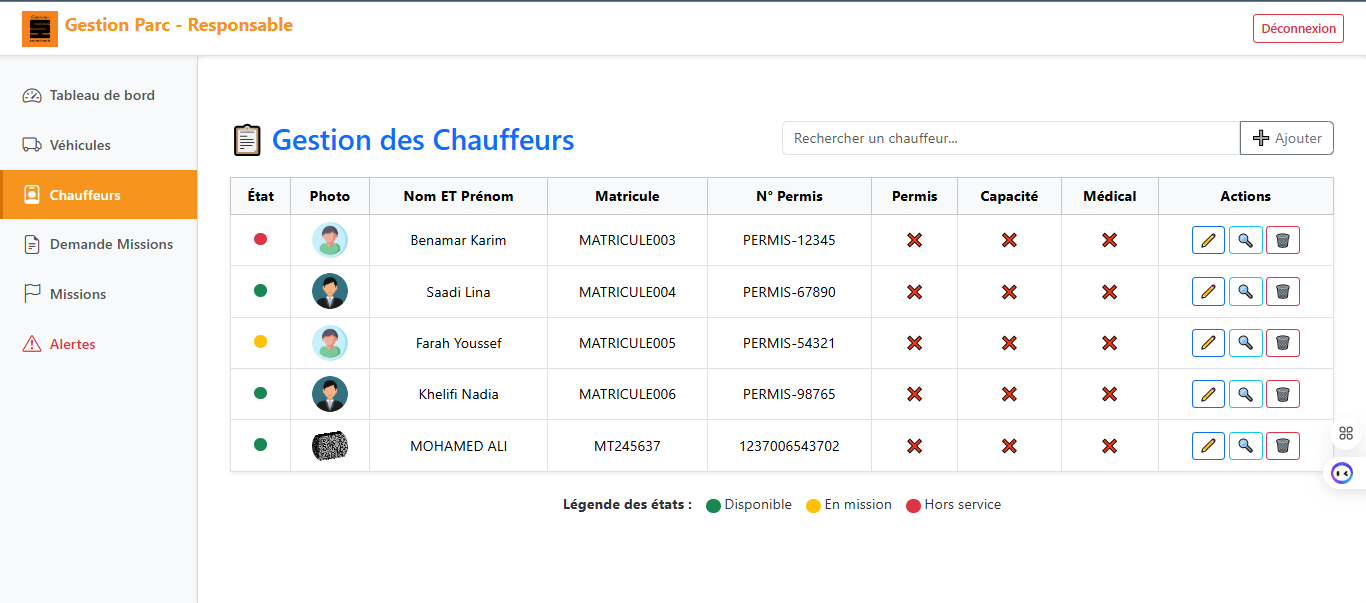 Gestion Parc - Responsable
Déconnexion
Tableau de bord
Véhicules
Chauffeurs
Demande Missions
Missions
Alertes
Gestion des Chauffeurs
Rechercher un chauffeur...
Ajouter
État Photo Nom ET Prénom Matricule N° Permis Permis Capacité Médical Actions
Benamar Karim MATRICULE003 PERMIS-12345
Saadi Lina MATRICULE004 PERMIS-67890
Farah Youssef MATRICULE005 PERMIS-54321
Khelifi Nadia MATRICULE006 PERMIS-98765
MOHAMED ALI MT245637 1237006543702
Légende des états : Disponible En mission Hors service